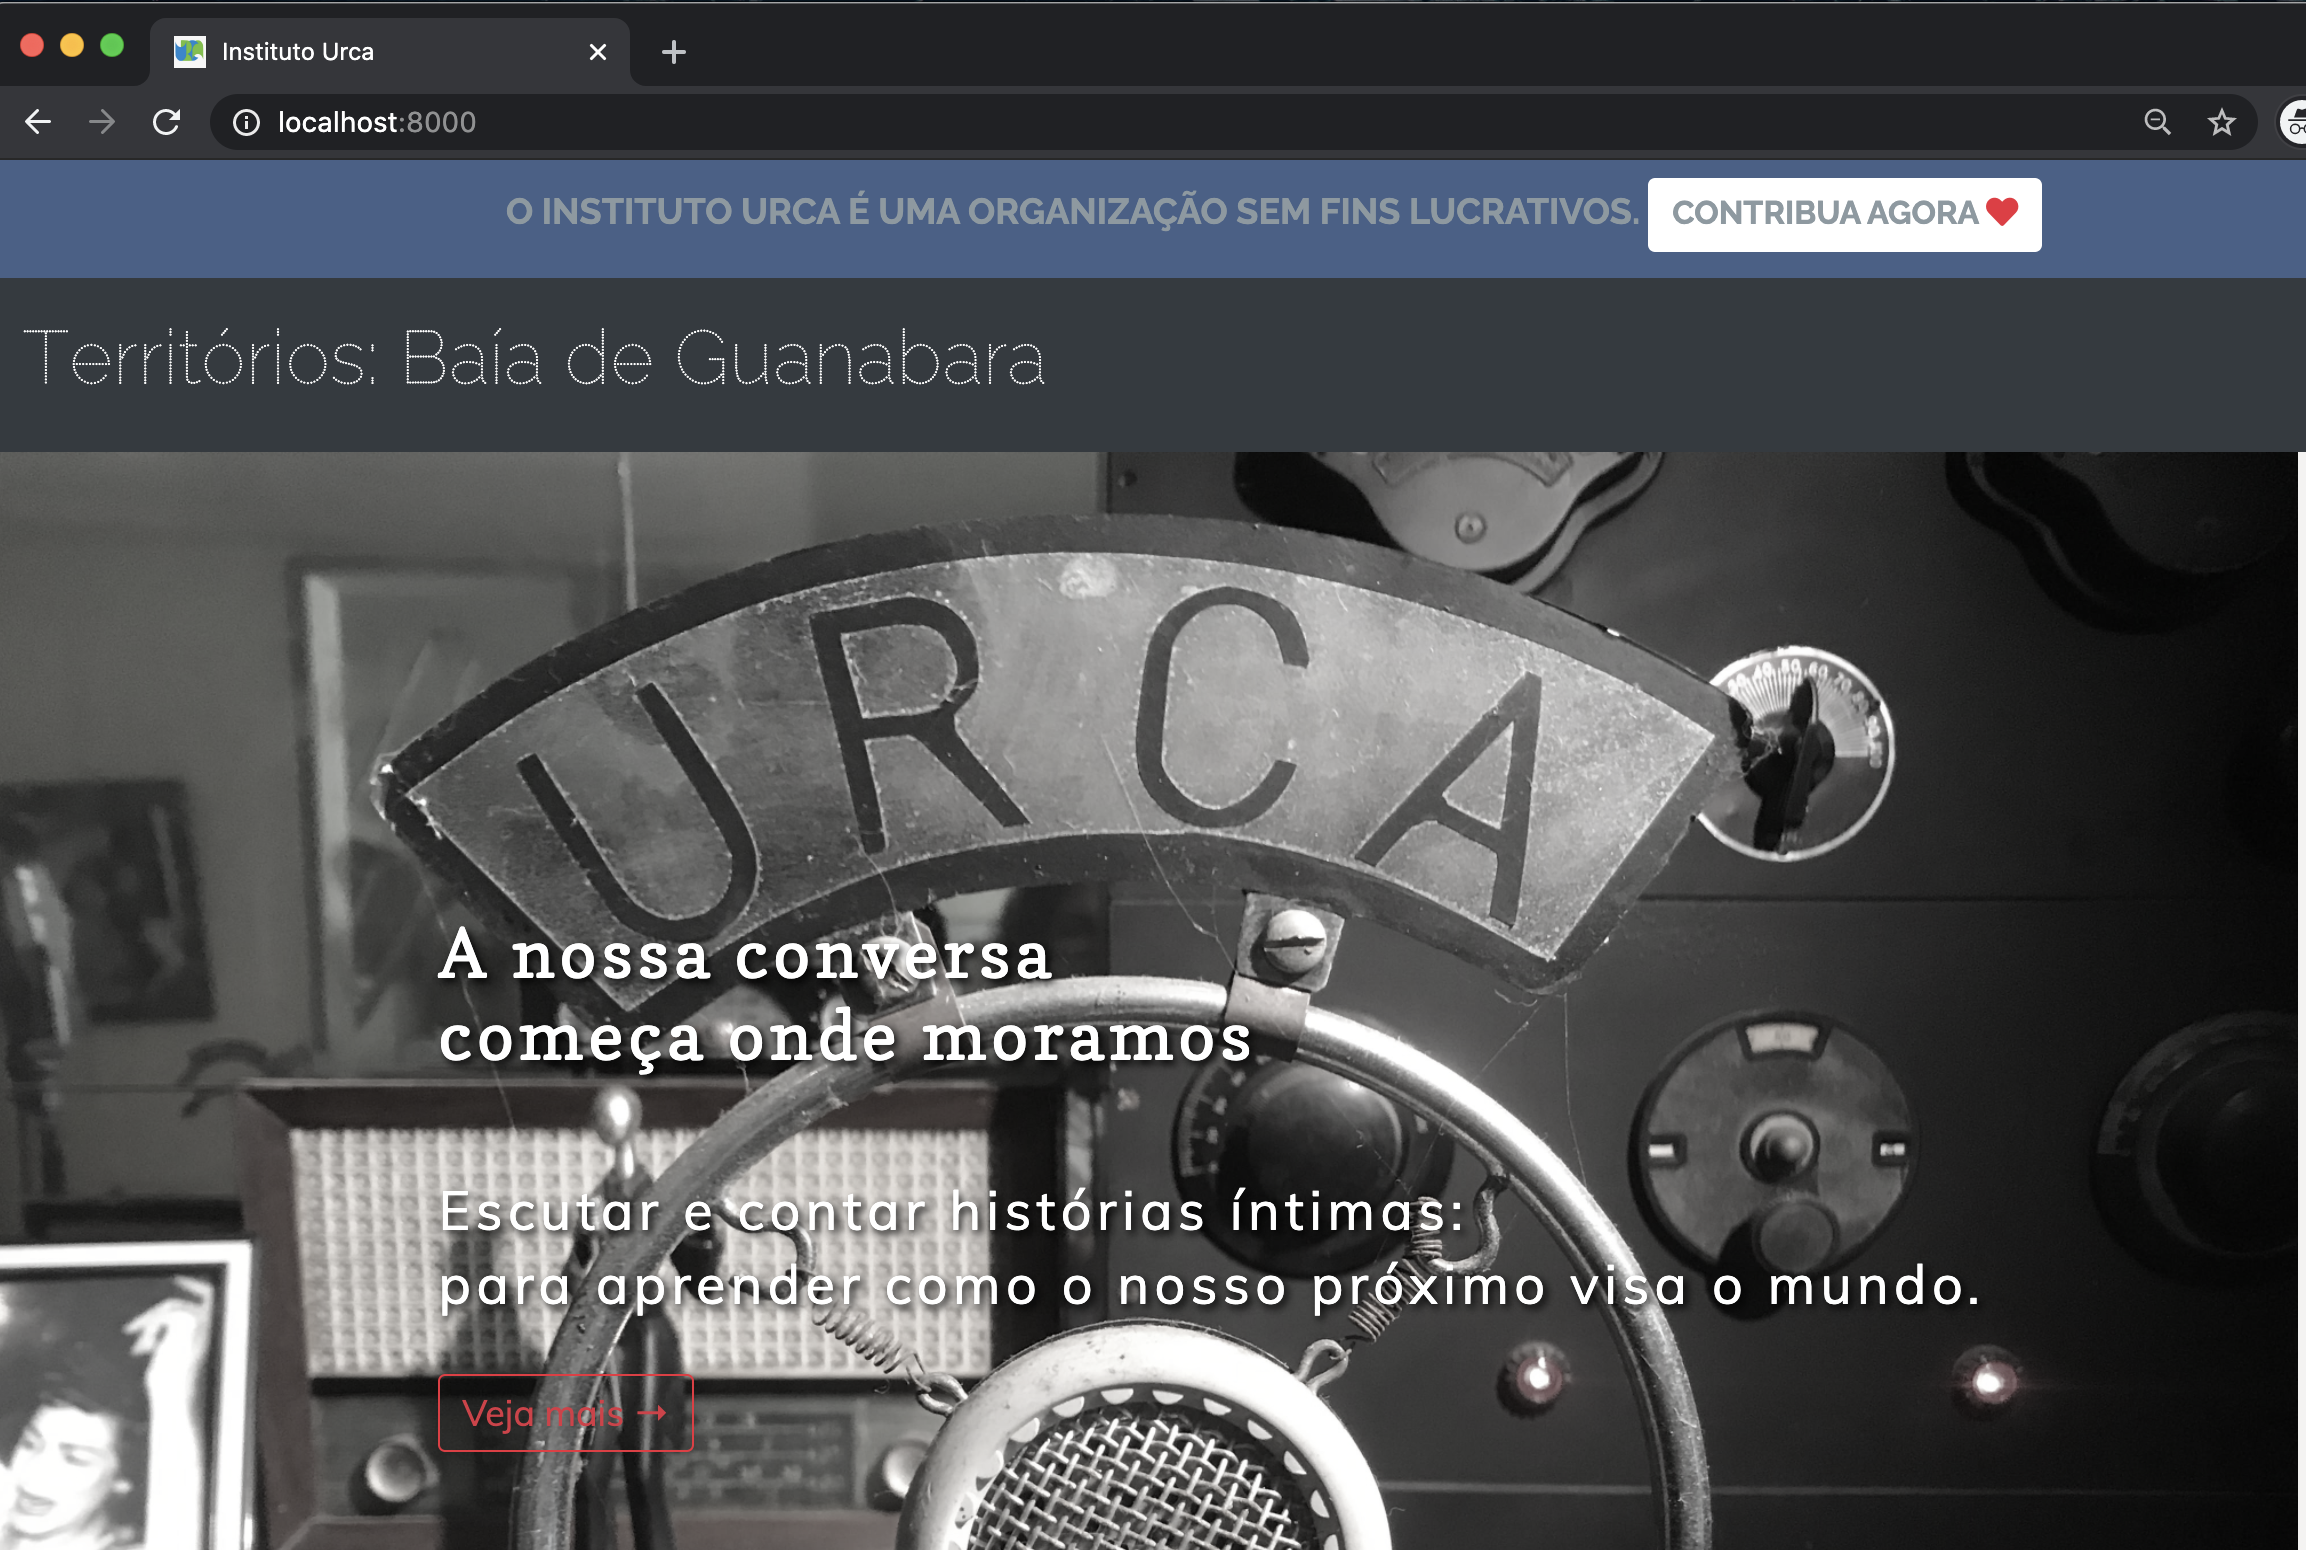 Instituto Urca
localhost:8000
O INSTITUTO URCA É UMA ORGANIZAÇÃO SEM FINS LUCRATIVOS. CONTRIBUA AGORA
Territórios: Baía de Guanabara
URCA
A nossa conversa
começa onde moramos
Escutar e contar histórias íntimas:
para aprender como o nosso próximo visa o mundo.
Veja mais →